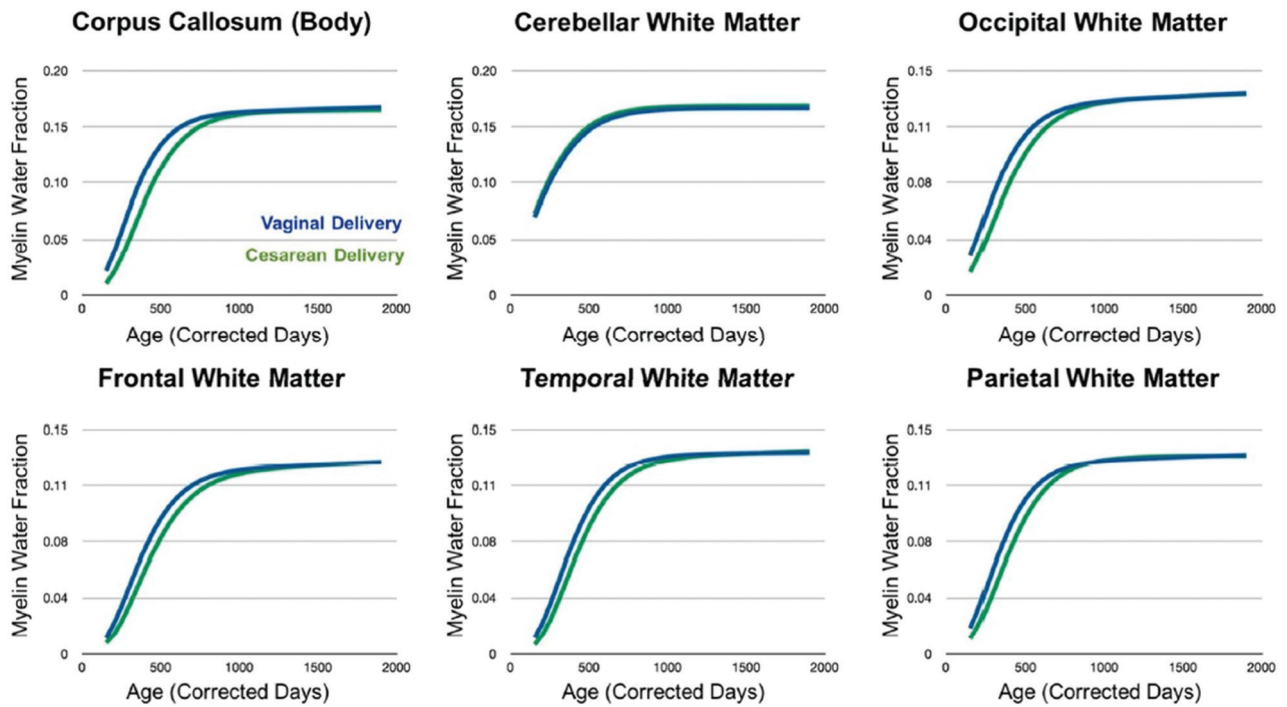 Corpus Callosum (Body)
Myelin Water Fraction
0.20
0.15
0.10
0.05
0
Vaginal Delivery
Cesarean Delivery
0 500 1000 1500 2000
Age (Corrected Days)
Cerebellar White Matter
Myelin Water Fraction
0.20
0.15
0.10
0.05
0
0 500 1000 1500 2000
Age (Corrected Days)
Occipital White Matter
Myelin Water Fraction
0.15
0.11
0.08
0.04
0
0 500 1000 1500 2000
Age (Corrected Days)
Frontal White Matter
Myelin Water Fraction
0.15
0.11
0.08
0.04
0
0 500 1000 1500 2000
Age (Corrected Days)
Temporal White Matter
Myelin Water Fraction
0.15
0.11
0.08
0.04
0
0 500 1000 1500 2000
Age (Corrected Days)
Parietal White Matter
Myelin Water Fraction
0.15
0.11
0.08
0.04
0
0 500 1000 1500 2000
Age (Corrected Days)